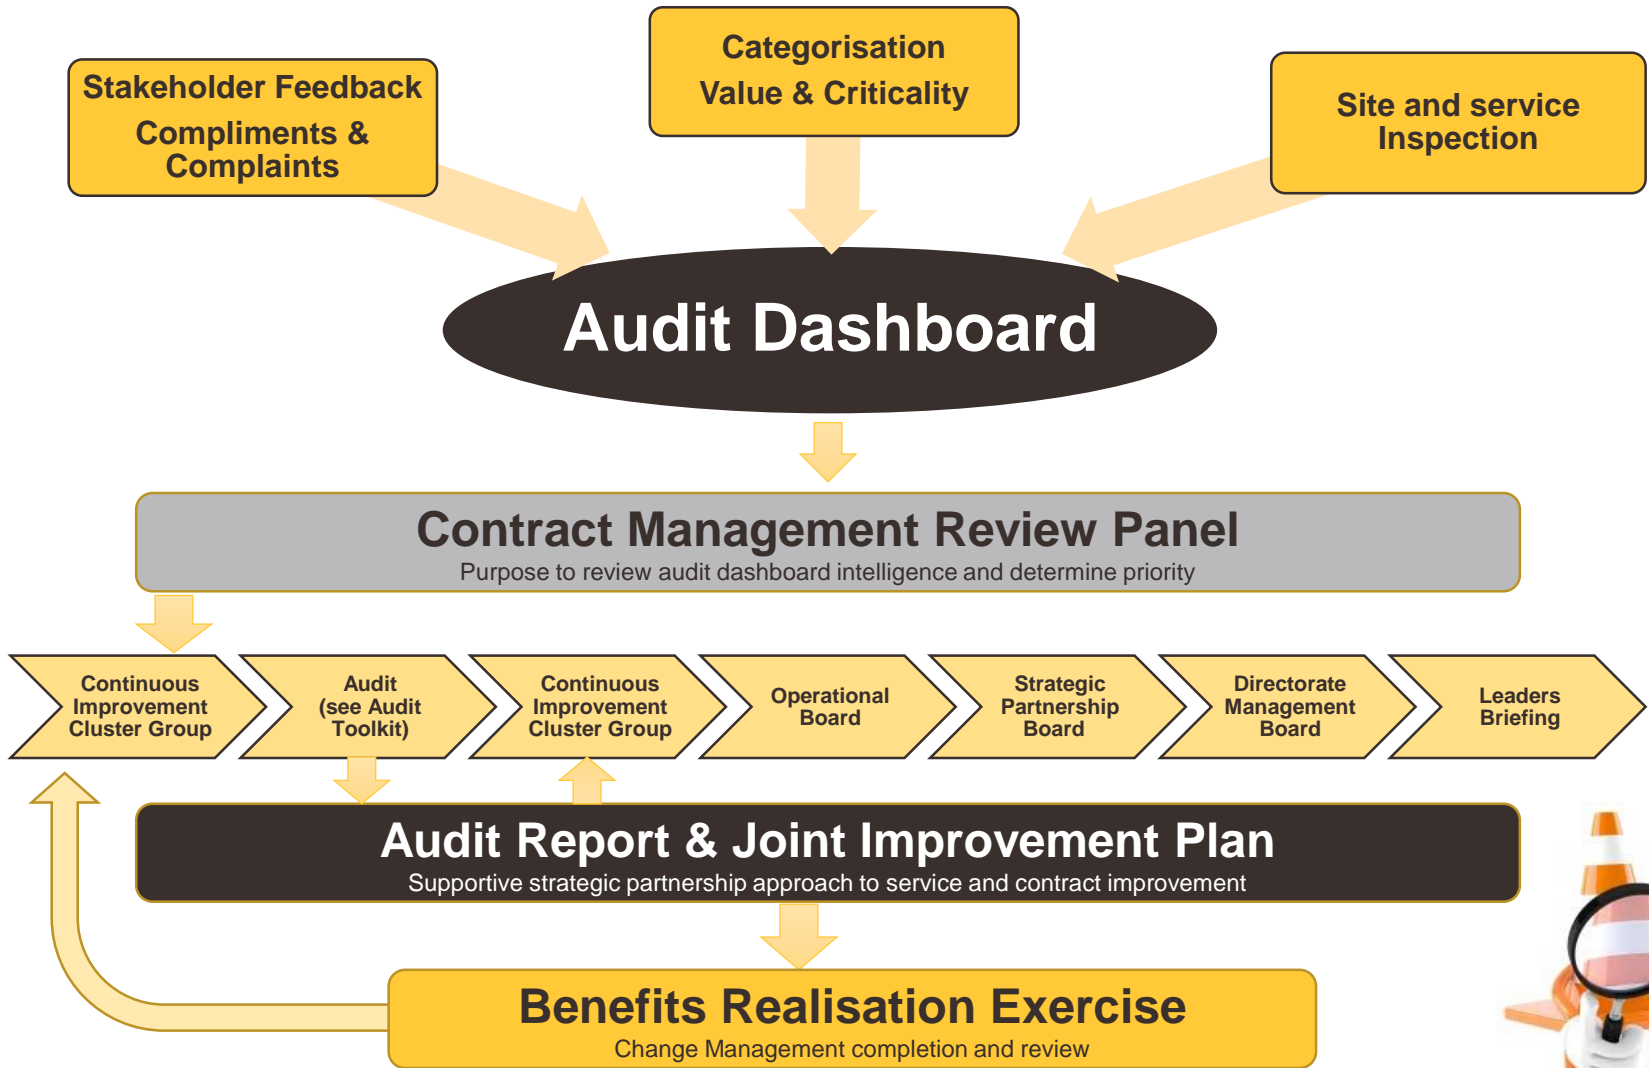 Stakeholder Feedback
Compliments &
Complaints
Categorisation
Value & Criticality
Site and service
Inspection
Audit Dashboard
Contract Management Review Panel
Purpose to review audit dashboard intelligence and determine priority
Continuous
Improvement
Cluster Group
Audit
(see Audit
Toolkit)
Continuous
Improvement
Cluster Group
Operational
Board
Strategic
Partnership
Board
Directorate
Management
Board
Leaders
Briefing
Audit Report & Joint Improvement Plan
Supportive strategic partnership approach to service and contract improvement
Benefits Realisation Exercise
Change Management completion and review